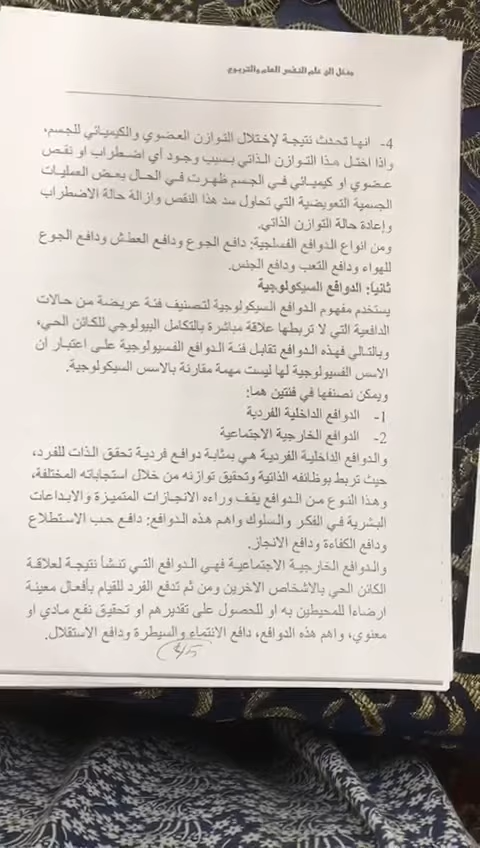 مدخل الى علم النفس العام والتربوي
4- انها تحدث نتيجة لإختلال التوازن العضوي والكيميائي للجسم،
واذا اختل هذا التوازن الذاتي بسبب وجود أي اضطراب او نقص
عضوي او كيميائي في الجسم ظهرت في الحال بعض العمليات
الجسمية التعويضية التي تحاول سد هذا النقص وازالة حالة الاضطراب
وإعادة حالة التوازن الذاتي.
ومن انواع الدوافع الفسلجية: دافع الجوع ودافع العطش ودافع الجوع
للهواء ودافع التعب ودافع الجنس.
ثانيا: الدوافع السيكولوجية
يستخدم مفهوم الدوافع السيكولوجية لتصنيف فئة عريضة من حالات
الدافعية التي لا تربطها علاقة مباشرة بالتكامل البيولوجي للكائن الحي،
وبالتالي فهذه الدوافع تقابل فئة الدوافع الفسيولوجية على اعتبار ان
الاسس الفسيولوجية لها ليست مهمة مقارنة بالاسس السيكولوجية.
ويمكن نصنفها في فئتين هما:
1- الدوافع الداخلية الفردية
2- الدوافع الخارجية الاجتماعية
والدوافع الداخلية الفردية هي بمثابة دوافع فردية تحقق الذات للفرد،
حيث تربط بوظائفه الذاتية وتحقيق توازنه من خلال استجاباته المختلفة،
وهذا النوع من الدوافع يقف وراءه الانجازات المتميزة والابداعات
البشرية في الفكر والسلوك واهم هذه الدوافع: دافع حب الاستطلاع
ودافع الكفاءة ودافع الانجاز.
والدوافع الخارجية الاجتماعية فهي الدوافع التي تنشأ نتيجة لعلاقة
الكائن الحي بالاشخاص الاخرين ومن ثم تدفع الفرد للقيام بأفعال معينة
ارضاءا للمحيطين به او للحصول على تقديرهم او تحقيق نفع مادي او
معنوي، واهم هذه الدوافع، دافع الانتماء والسيطرة ودافع الاستقلال.